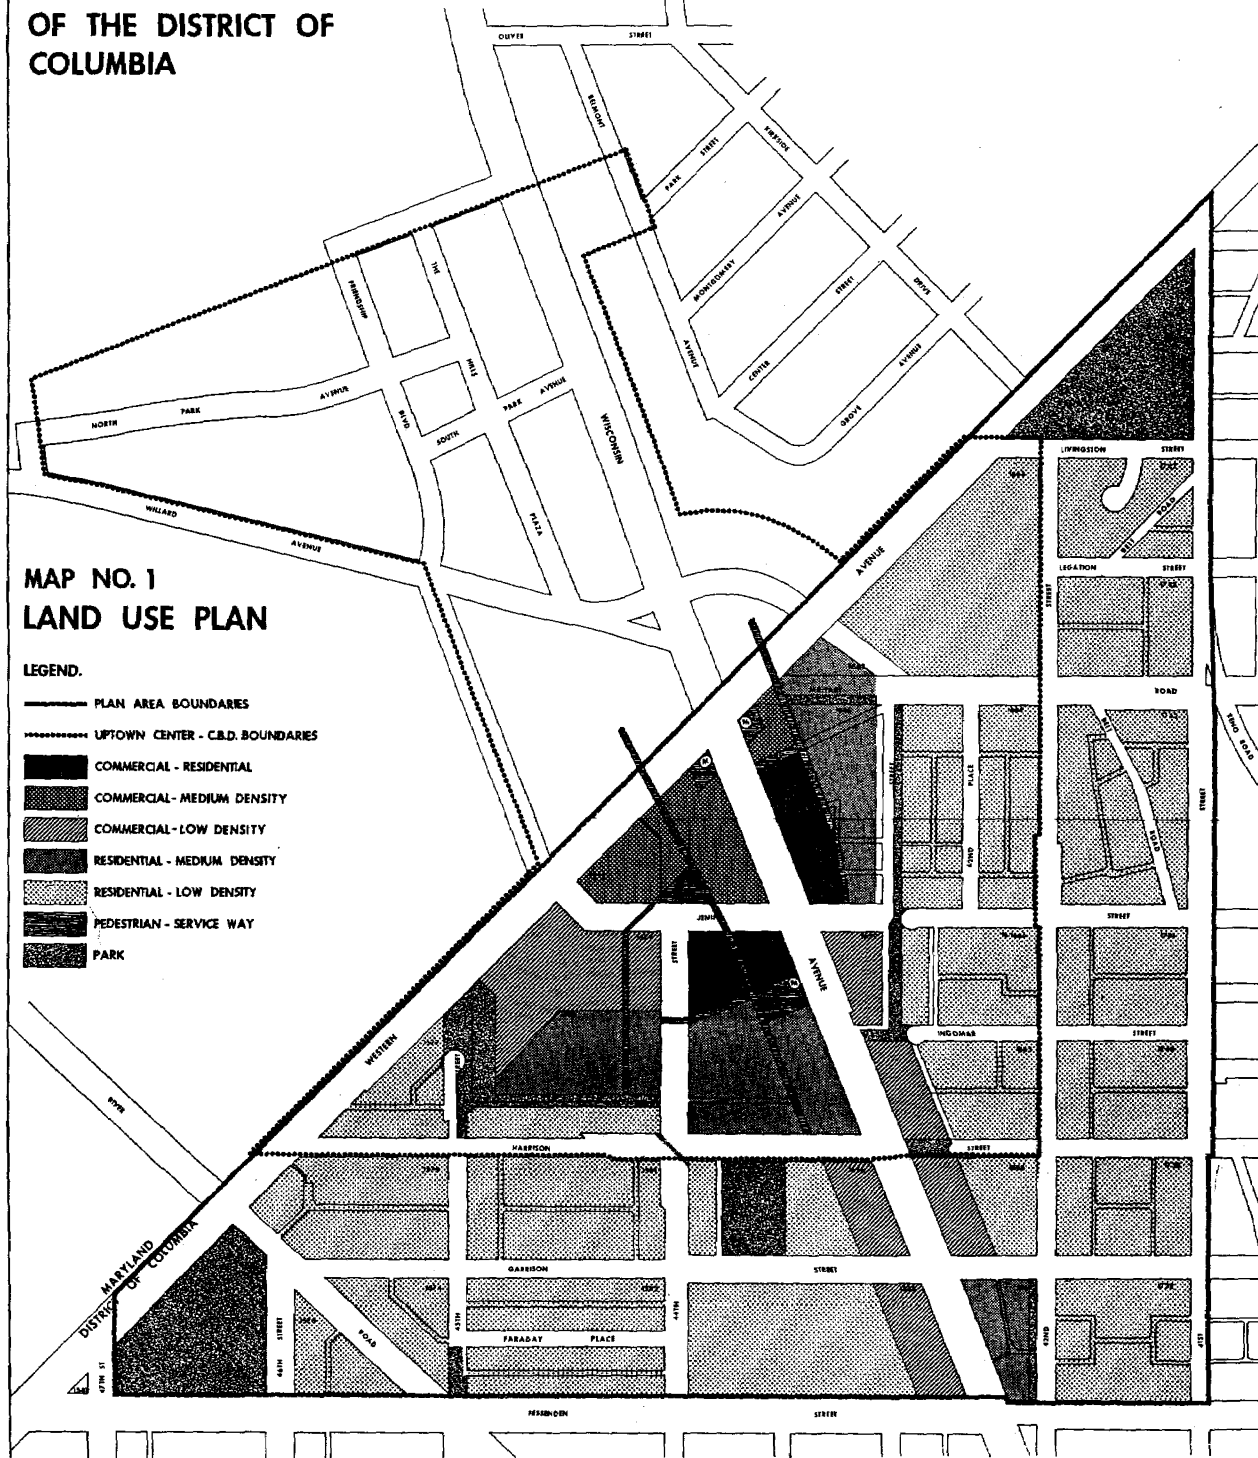 OF THE DISTRICT OF
COLUMBIA
OLIVER STREET
BELMONT
KIRKSIDE
PARK STREET
MONTGOMERY AVENUE
THE
FRIENDSHIP
CENTER STREET
DRIVE
AVENUE
GROVE AVENUE
HILLS
NORTH PARK AVENUE
BLVD
SOUTH PARK AVENUE
WISCONSIN
PLAZA
WILLARD AVENUE
AVENUE
LIVINGSTON STREET
ROAD
LEGATION STREET
STREET
ROAD
MAP NO. 1
LAND USE PLAN
LEGEND.
PLAN AREA BOUNDARIES
UPTOWN CENTER - C.B.D. BOUNDARIES
COMMERCIAL - RESIDENTIAL
COMMERCIAL - MEDIUM DENSITY
COMMERCIAL - LOW DENSITY
RESIDENTIAL - MEDIUM DENSITY
RESIDENTIAL - LOW DENSITY
PEDESTRIAN - SERVICE WAY
PARK
M
M
M
STREET
PLACE
42ND
ROAD
STREET
ROAD
STREET
STREET
AVENUE
WESTERN
INGOMAR STREET
RIVER
HARRISON STREET
MARYLAND
DISTRICT OF COLUMBIA
GARRISON STREET
45TH
44TH
FARADAY PLACE
STREET
46TH
ROAD
47TH ST
42ND
41ST
FESSENDEN STREET